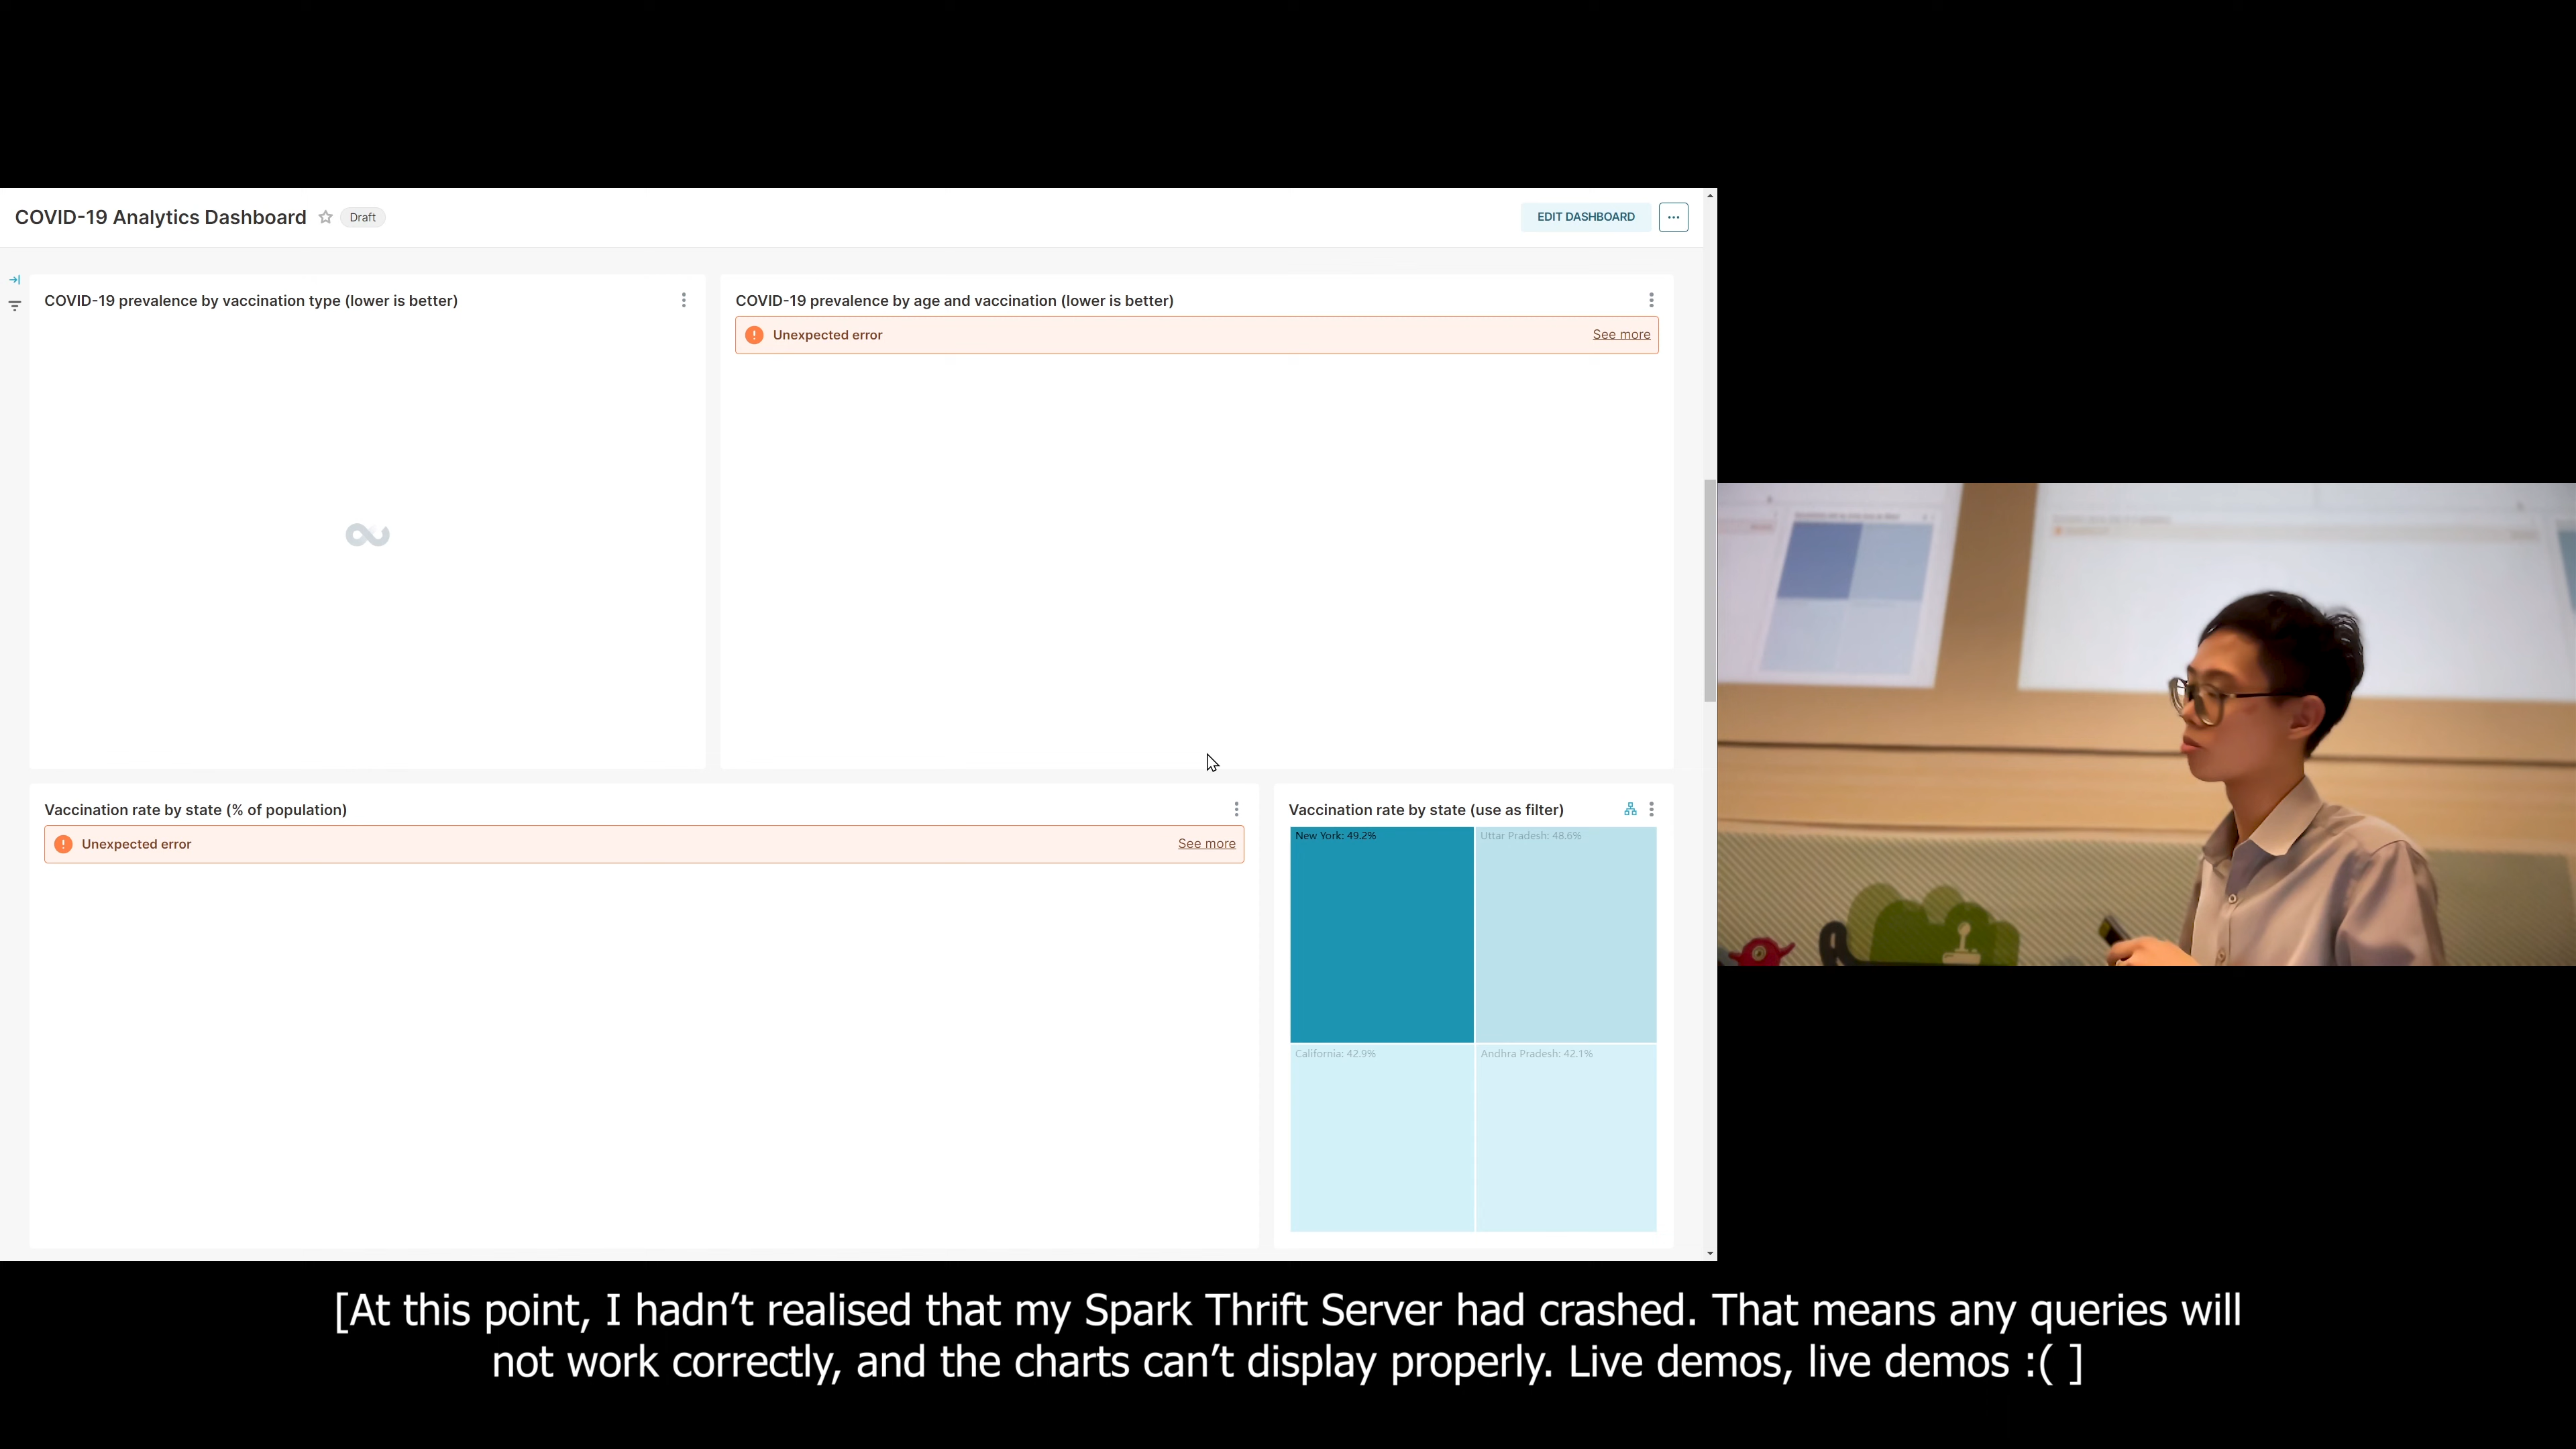 COVID-19 Analytics Dashboard
Draft
EDIT DASHBOARD
COVID-19 prevalence by vaccination type (lower is better)
COVID-19 prevalence by age and vaccination (lower is better)
Unexpected error
See more
Vaccination rate by state (% of population)
Unexpected error
See more
Vaccination rate by state (use as filter)
New York: 49.2%
Uttar Pradesh: 48.6%
California: 42.9%
Andhra Pradesh: 42.1%
[At this point, I hadn’t realised that my Spark Thrift Server had crashed. That means any queries will
not work correctly, and the charts can’t display properly. Live demos, live demos :( ]